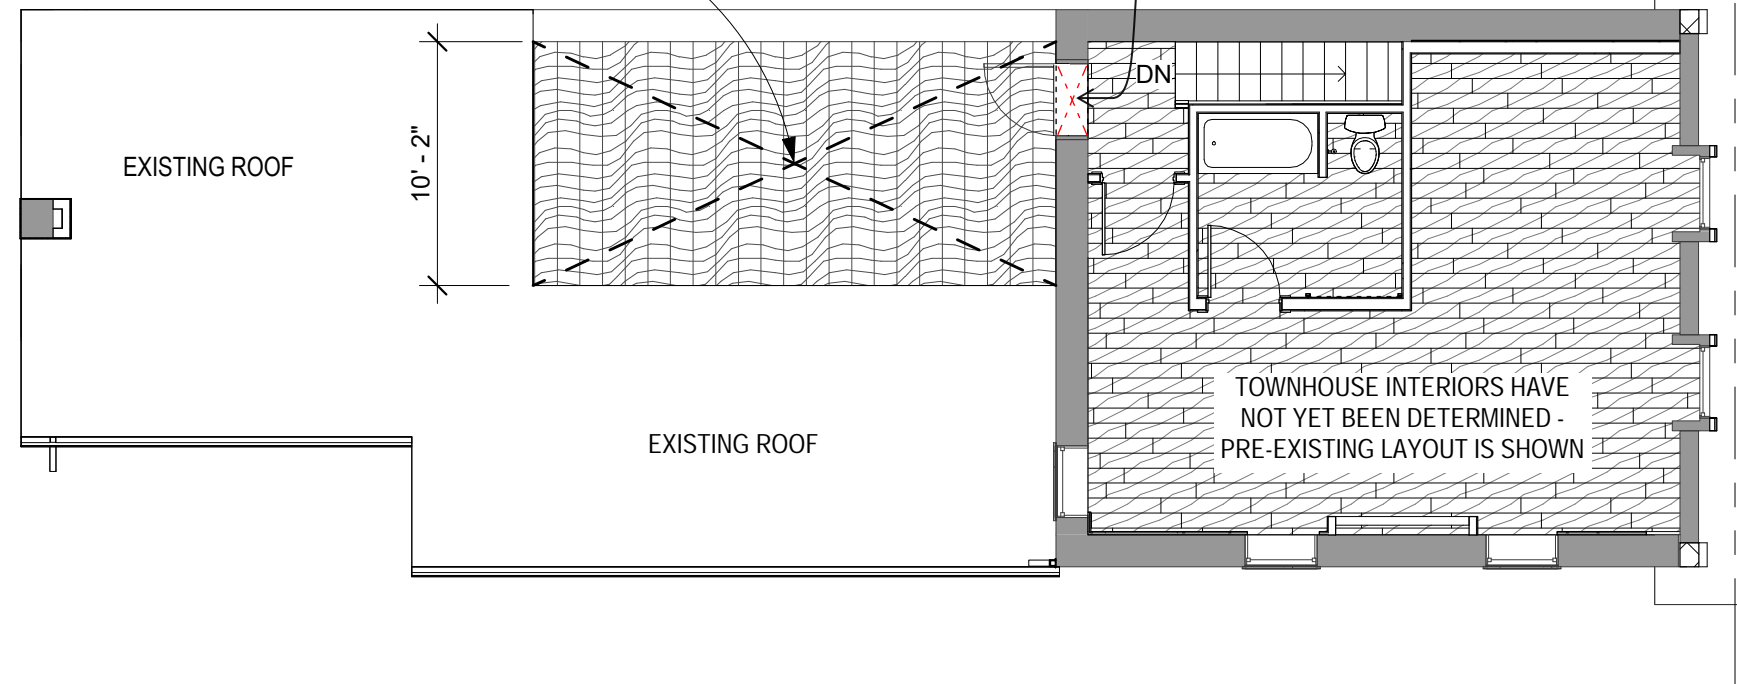 DN
10' - 2"
EXISTING ROOF
TOWNHOUSE INTERIORS HAVE
NOT YET BEEN DETERMINED -
PRE-EXISTING LAYOUT IS SHOWN
EXISTING ROOF